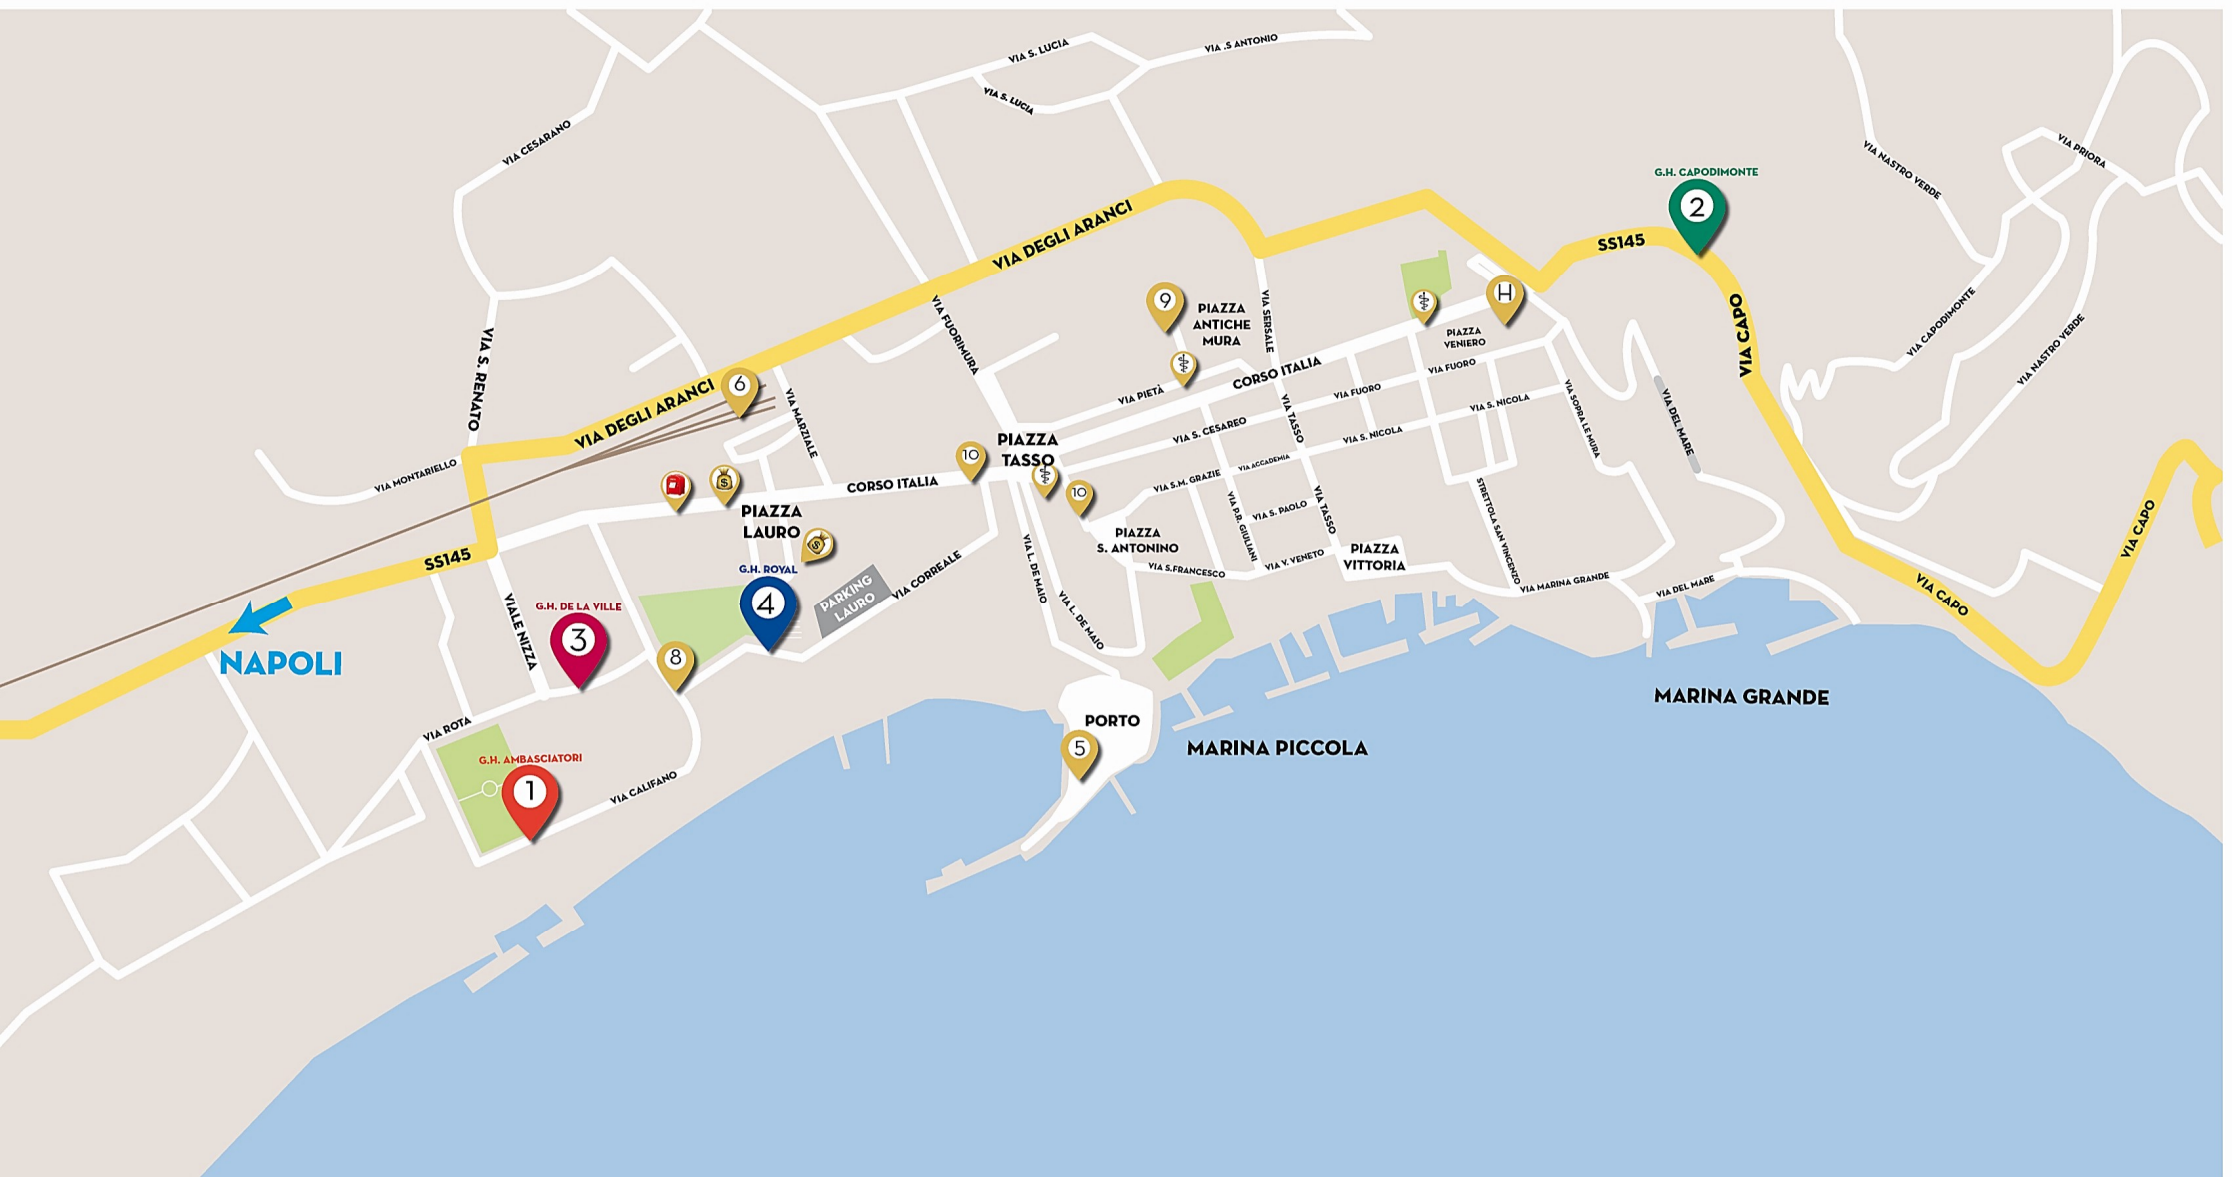 VIA S. LUCIA
VIA .S ANTONIO
VIA S. LUCIA
VIA CESARANO
VIA PRIORA
VIA NASTRO VERDE
G.H. CAPODIMONTE
2
VIA DEGLI ARANCI
SS145
9
PIAZZA
ANTICHE
MURA
VIA SERSALE
H
PIAZZA
VENIERO
VIA CAPO
VIA CAPODIMONTE
VIA NASTRO VERDE
VIA S. RENATO
VIA FUORIMURA
VIA DEGLI ARANCI
6
VIA MARZIALE
VIA PIETÀ
CORSO ITALIA
VIA FUORO
VIA FUORO
VIA TASSO
VIA S. NICOLA
VIA SOPRA LE MURA
VIA DEL MARE
VIA S. CESAREO
VIA S. NICOLA
PIAZZA
TASSO
10
VIA MONTARIELLO
VIA ACCADEMIA
VIA S.M. GRAZIE
CORSO ITALIA
$
10
PIAZZA
LAURO
$
VIA P.R. GIULIANI
VIA S. PAOLO
VIA TASSO
STRETTOLA SAN VINCENZO
PIAZZA
S. ANTONINO
PIAZZA
VITTORIA
VIA V. VENETO
VIA S.FRANCESCO
VIA MARINA GRANDE
VIA DEL MARE
VIA CAPO
VIA CAPO
SS145
G.H. ROYAL
4
PARKING
LAURO
VIA CORREALE
VIA L. DE MAIO
VIA L. DE MAIO
VIALE NIZZA
G.H. DE LA VILLE
3
8
NAPOLI
VIA ROTA
G.H. AMBASCIATORI
1
VIA CALIFANO
PORTO
5
MARINA PICCOLA
MARINA GRANDE